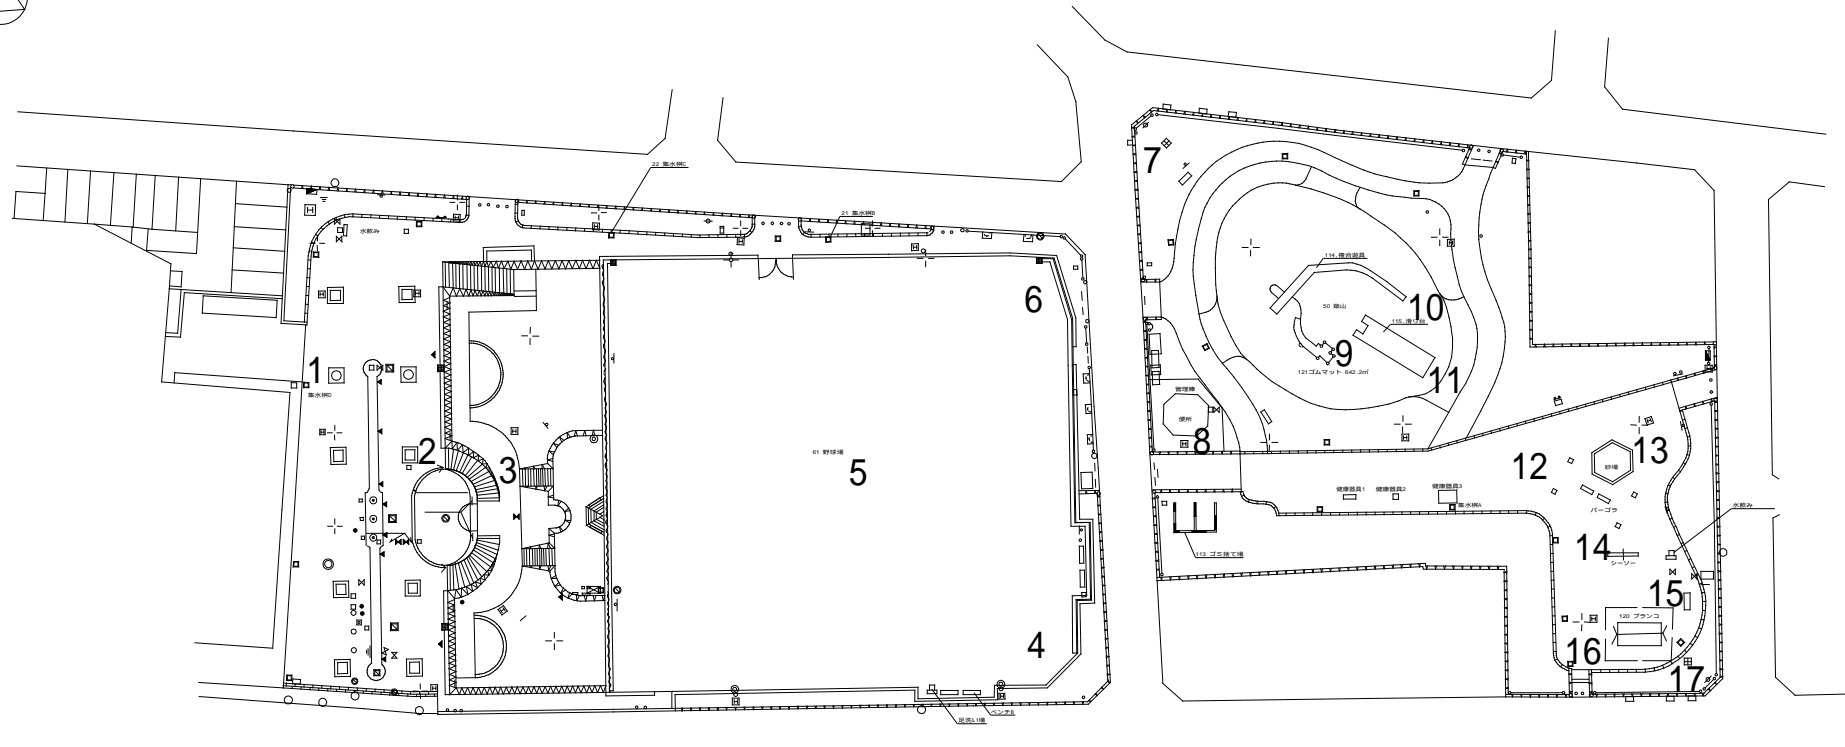 22 集水桝C
21 集水桝B
水飲み
7
6
114.複合遊具
50 築山
10
115.滑り台
9
121ゴムマット 642.2㎡
11
1
集水桝D
管理棟
便所
8
2
3
61 野球場
5
12
砂場
13
健康器具1
健康器具2
健康器具3
集水桝A
パーゴラ
水飲み
14
シーソー
113 ゴミ捨て場
15
120 ブランコ
4
16
17
足洗い場
ベンチB